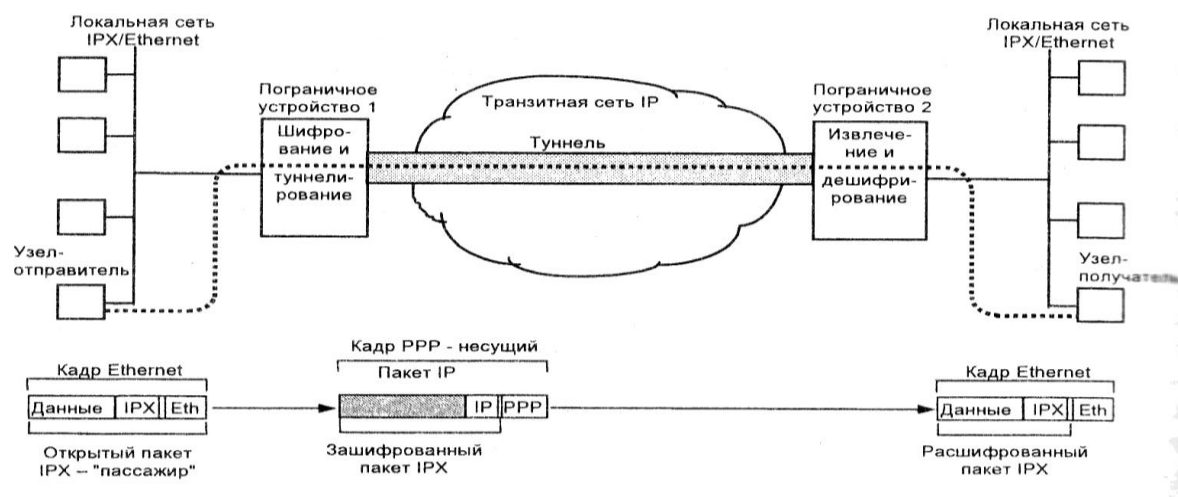 Локальная сеть
IPX/Ethernet
Локальная сеть
IPX/Ethernet
Пограничное
устройство 1
Транзитная сеть IP
Пограничное
устройство 2
Шифро-
вание и
туннели-
рование
Туннель
Извлече-
ние и
дешифри-
рование
Узел-
отправитель
Узел-
получатель
Кадр PPP - несущий
Кадр Ethernet
Пакет IP
Кадр Ethernet
Данные IPX Eth
IP PPP
Данные IPX Eth
Открытый пакет
IPX – "пассажир"
Зашифрованный
пакет IPX
Расшифрованный
пакет IPX